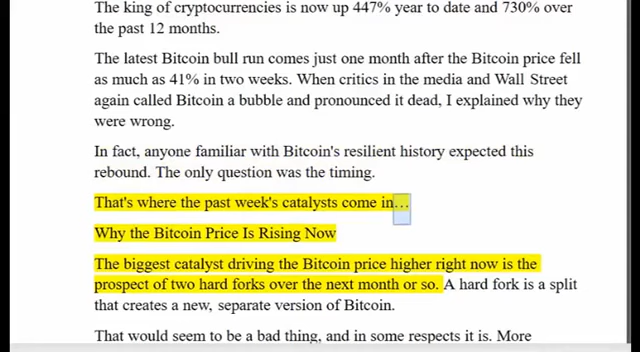 The king of cryptocurrencies is now up 447% year to date and 730% over
the past 12 months.
The latest Bitcoin bull run comes just one month after the Bitcoin price fell
as much as 41% in two weeks. When critics in the media and Wall Street
again called Bitcoin a bubble and pronounced it dead, I explained why they
were wrong.
In fact, anyone familiar with Bitcoin's resilient history expected this
rebound. The only question was the timing.
That's where the past week's catalysts come in…
Why the Bitcoin Price Is Rising Now
The biggest catalyst driving the Bitcoin price higher right now is the
prospect of two hard forks over the next month or so. A hard fork is a split
that creates a new, separate version of Bitcoin.
That would seem to be a bad thing, and in some respects it is. More